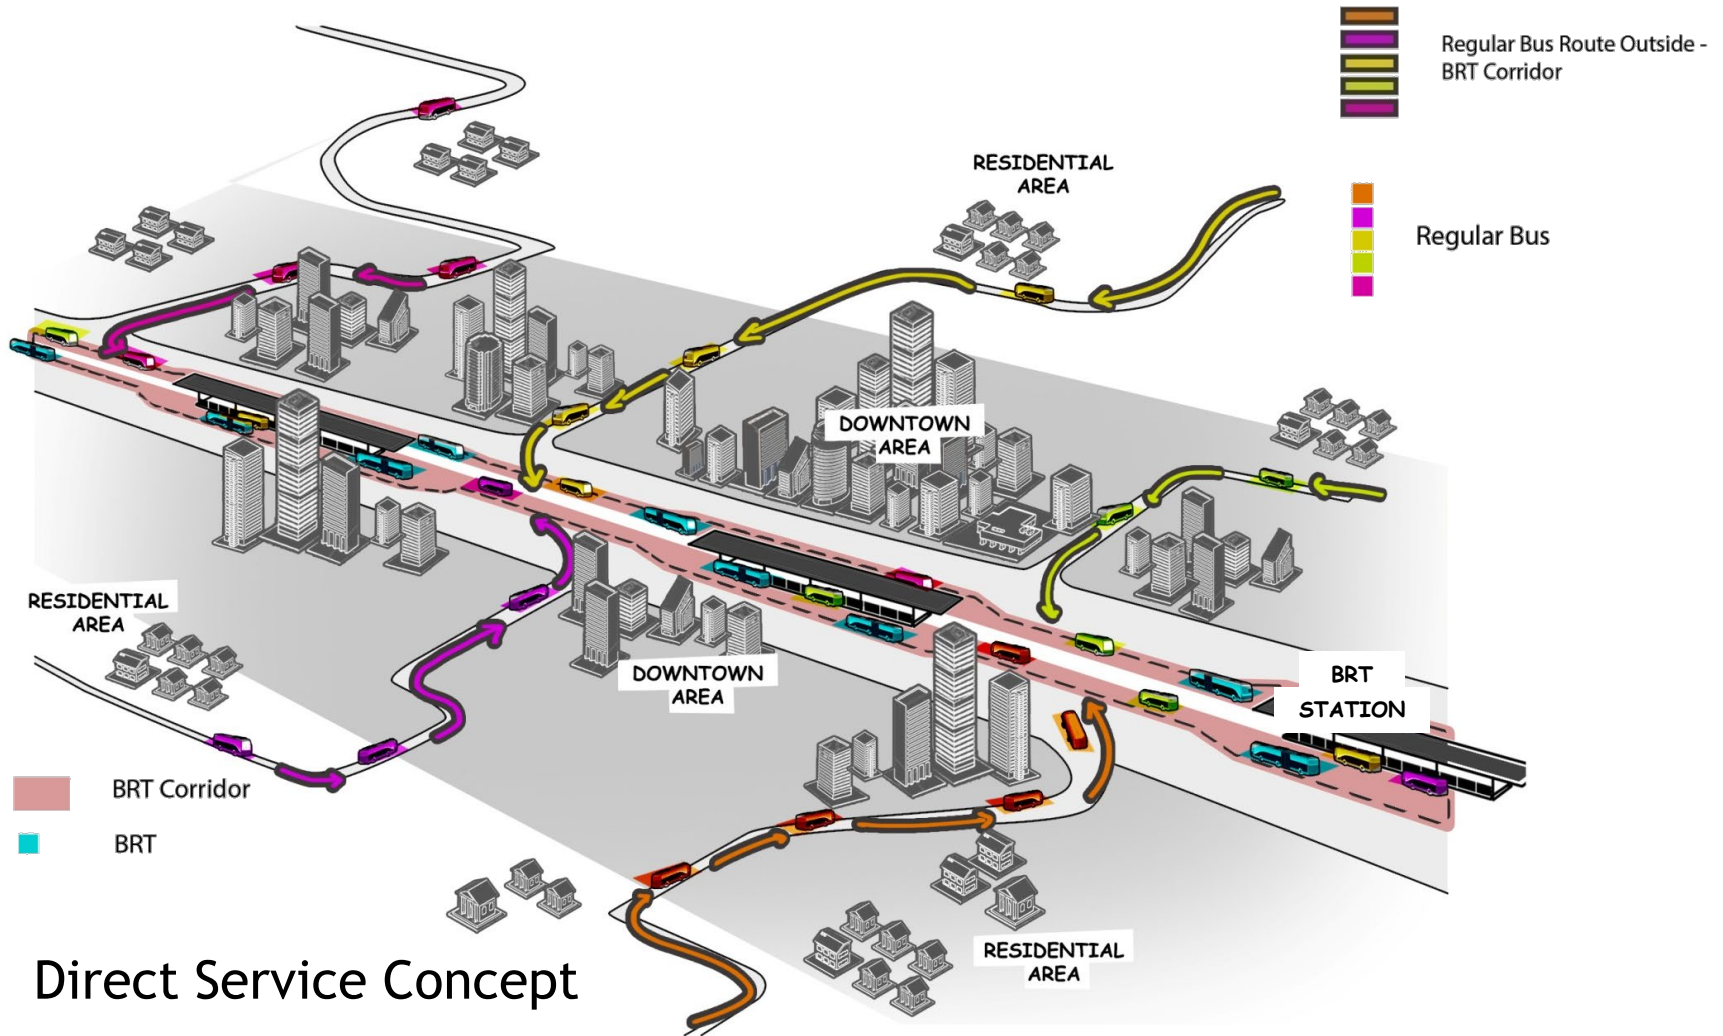 Regular Bus Route Outside -
BRT Corridor
RESIDENTIAL
AREA
Regular Bus
DOWNTOWN
AREA
RESIDENTIAL
AREA
DOWNTOWN
AREA
BRT
STATION
BRT Corridor
BRT
RESIDENTIAL
AREA
Direct Service Concept